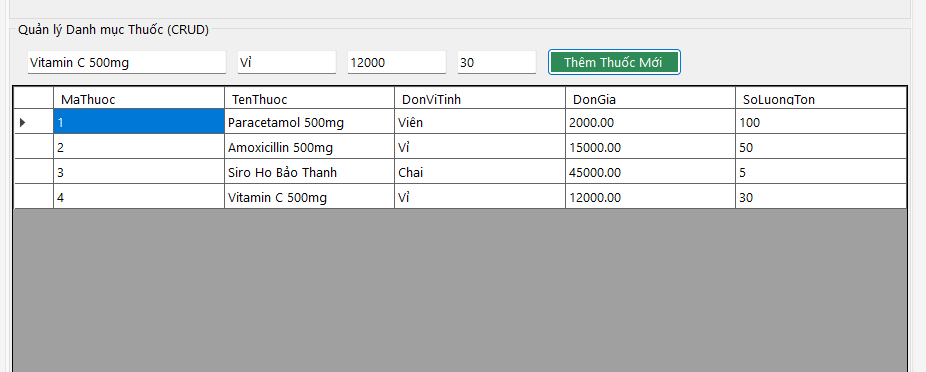 Quản lý Danh mục Thuốc (CRUD)
Vitamin C 500mg Vỉ 12000 30 Thêm Thuốc Mới
MaThuoc TenThuoc DonViTinh DonGia SoLuongTon
1 Paracetamol 500mg Viên 2000.00 100
2 Amoxicillin 500mg Vỉ 15000.00 50
3 Siro Ho Bảo Thanh Chai 45000.00 5
4 Vitamin C 500mg Vỉ 12000.00 30